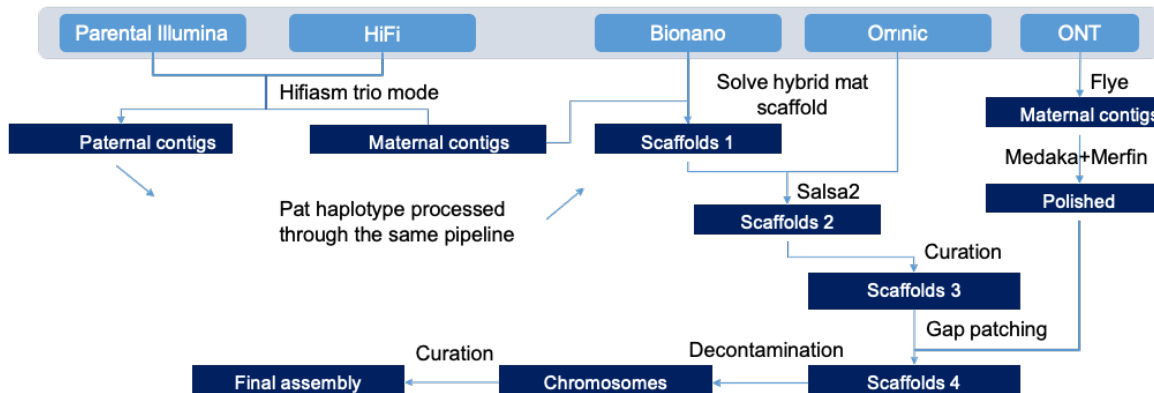 Parental Illumina
HiFi
Bionano
Omnic
ONT
Hifiasm trio mode
Solve hybrid mat
scaffold
Flye
Paternal contigs
Maternal contigs
Scaffolds 1
Maternal contigs
Medaka+Merfin
Pat haplotype processed
through the same pipeline
Salsa2
Scaffolds 2
Polished
Curation
Scaffolds 3
Gap patching
Curation
Decontamination
Final assembly
Chromosomes
Scaffolds 4